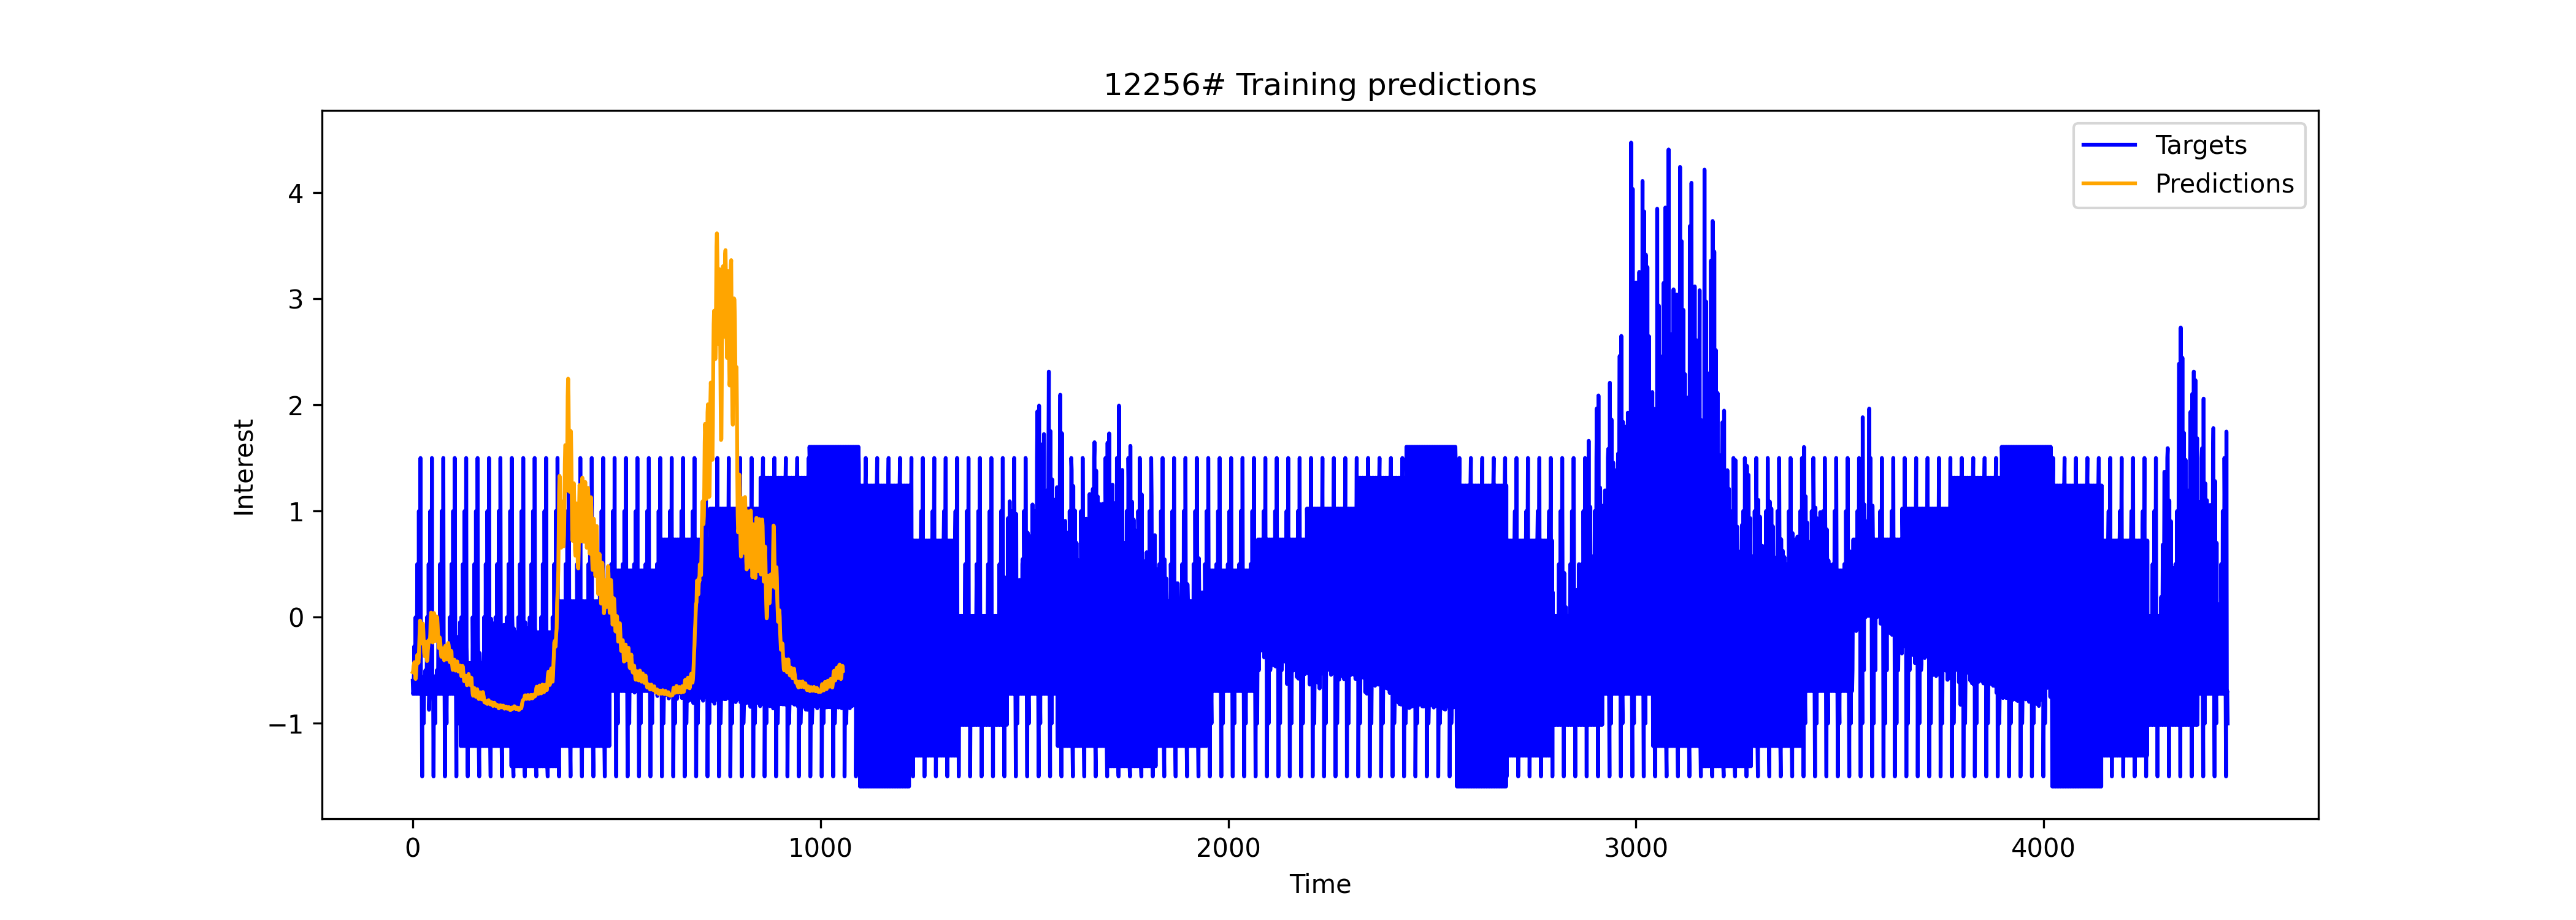 12256# Training predictions
Targets
Predictions
Interest
4
3
2
1
0
−1
0
1000
2000
3000
4000
Time